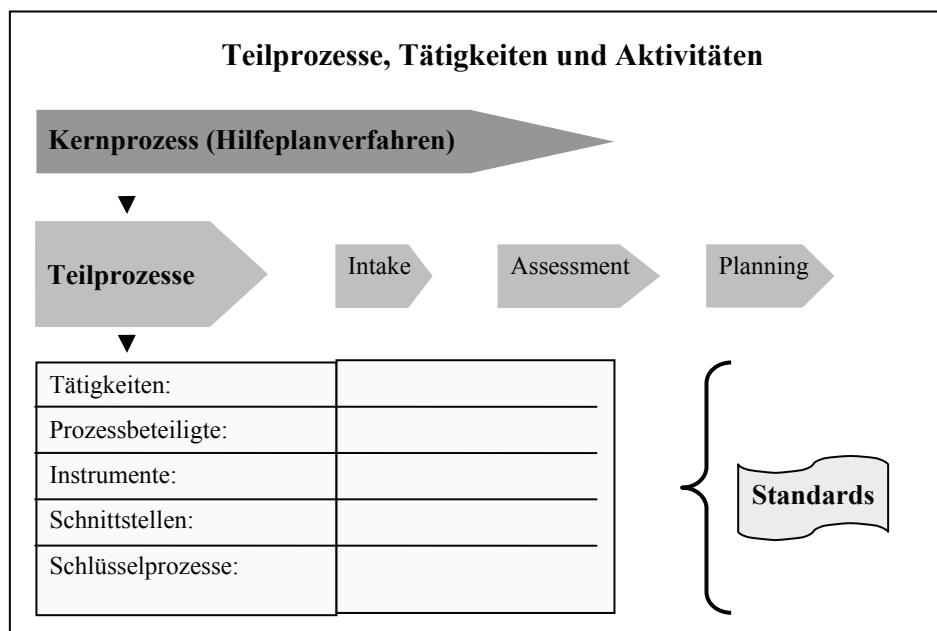 Teilprozesse, Tätigkeiten und Aktivitäten
Kernprozess (Hilfeplanverfahren)
Teilprozesse
Intake
Assessment
Planning
Tätigkeiten:
Prozessbeteiligte:
Instrumente:
Schnittstellen:
Schlüsselprozesse:
Standards